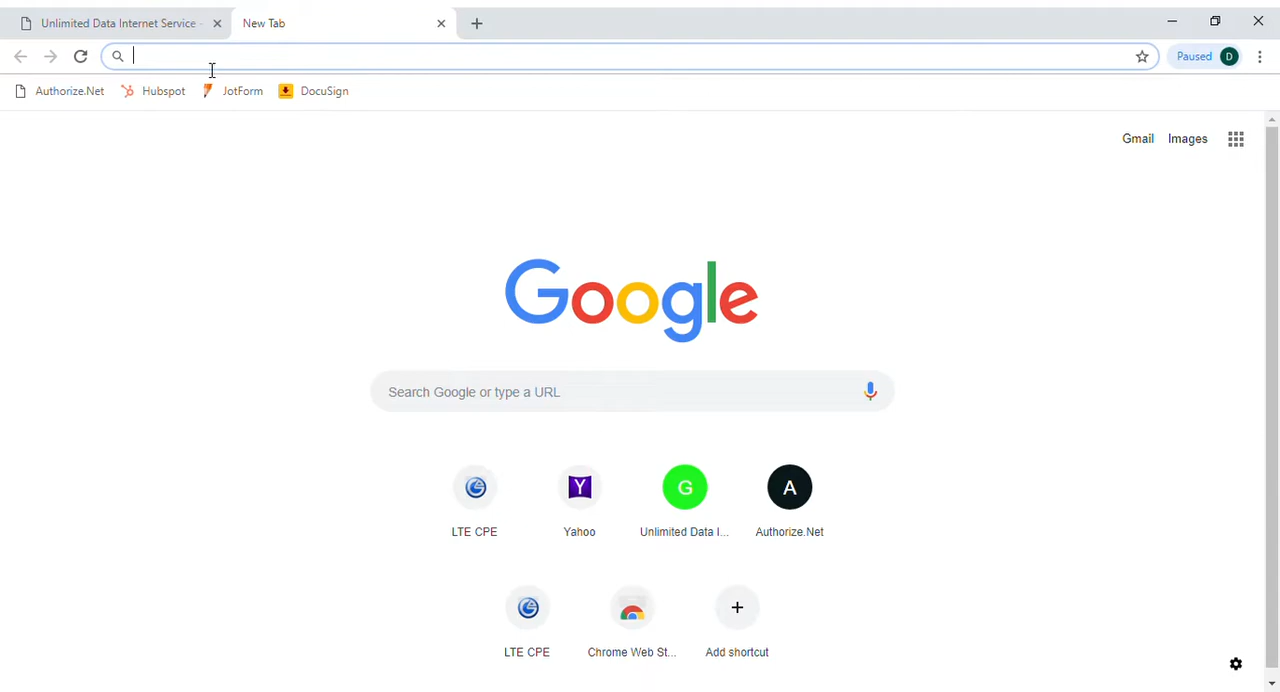 Unlimited Data Internet Service - New Tab
Paused D
Authorize.Net Hubspot JotForm DocuSign
Gmail Images
Google
Search Google or type a URL
Y G A
LTE CPE Yahoo Unlimited Data I... Authorize.Net
LTE CPE Chrome Web St... Add shortcut